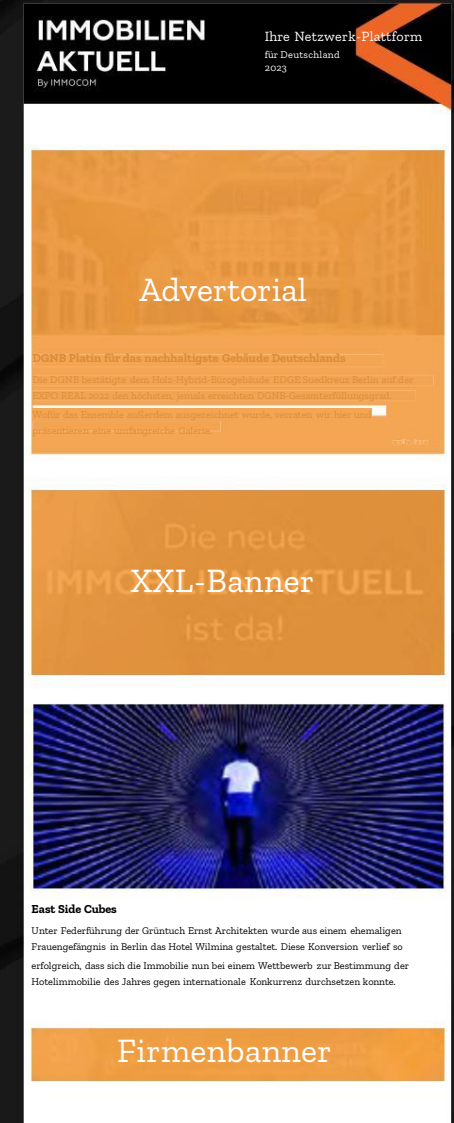 IMMOBILIEN
AKTUELL
By IMMOCOM
Ihre Netzwerk-Plattform
für Deutschland
2023
Advertorial
DGNB Platin für das nachhaltigste Gebäude Deutschlands
Die DGNB bestätigte dem Holz-Hybrid-Bürogebäude EDGE Suedkreuz Berlin auf der
EXPO REAL 2022 den höchsten, jemals erreichten DGNB-Gesamterfüllungsgrad.
Wofür das Ensemble außerdem ausgezeichnet wurde, verraten wir hier und
präsentieren eine umfangreiche Galerie.
Die neue
IMMOBILIEN AKTUELL
ist da!
XXL-Banner
East Side Cubes
Unter Federführung der Grüntuch Ernst Architekten wurde aus einem ehemaligen
Frauengefängnis in Berlin das Hotel Wilmina gestaltet. Diese Konversion verlief so
erfolgreich, dass sich die Immobilie nun bei einem Wettbewerb zur Bestimmung der
Hotelimmobilie des Jahres gegen internationale Konkurrenz durchsetzen konnte.
Firmenbanner